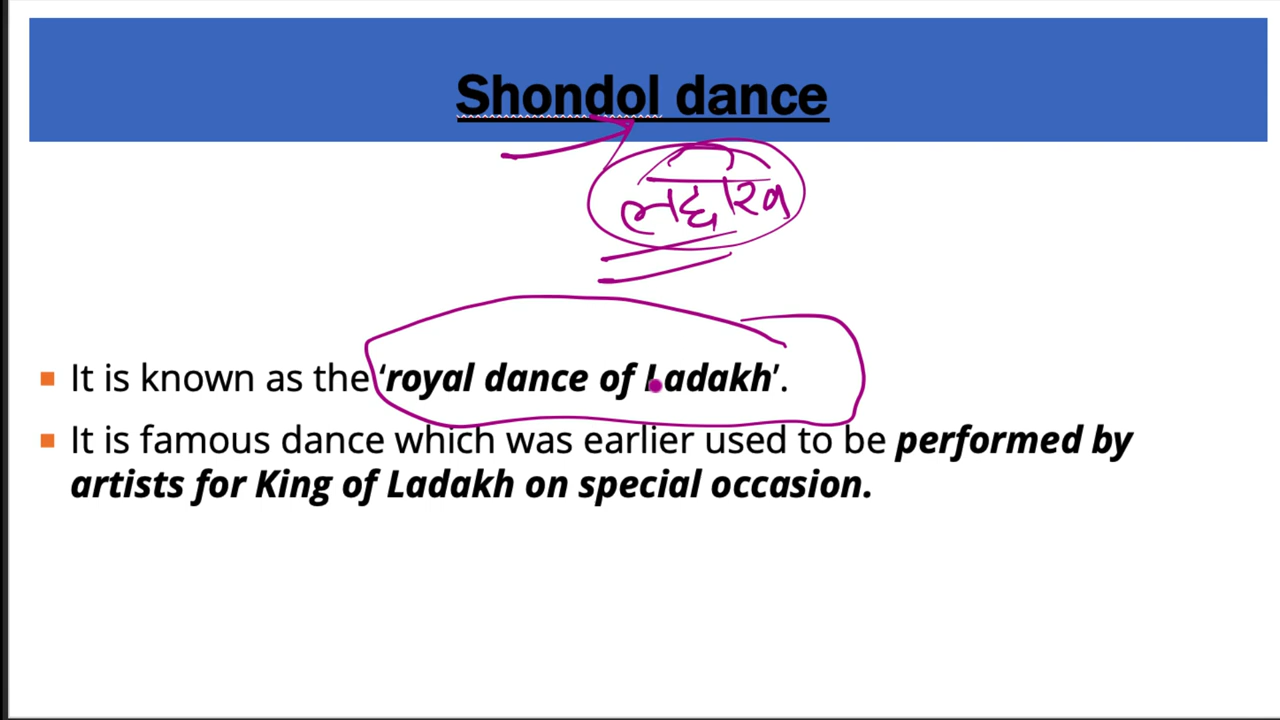 Shondol dance
लद्दाख
It is known as the ‘royal dance of Ladakh’.
It is famous dance which was earlier used to be performed by
artists for King of Ladakh on special occasion.